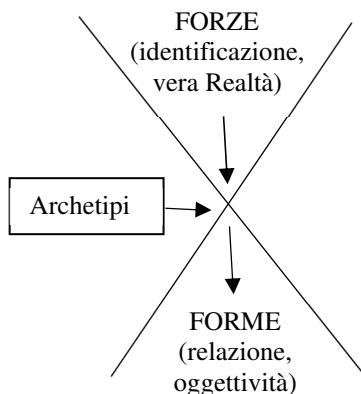 FORZE
(identificazione,
vera Realtà)
Archetipi
FORME
(relazione,
oggettività)